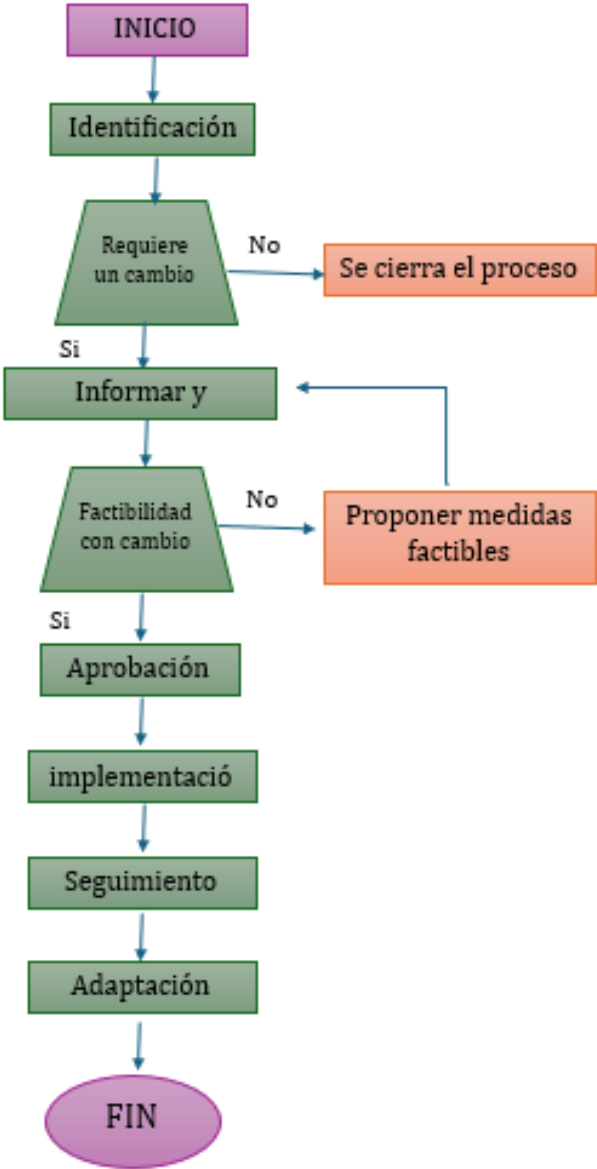 INICIO
Identificación
Requiere
un cambio
No
Se cierra el proceso
Si
Informar y
Factibilidad
con cambio
No
Proponer medidas
factibles
Si
Aprobación
implementació
Seguimiento
Adaptación
FIN